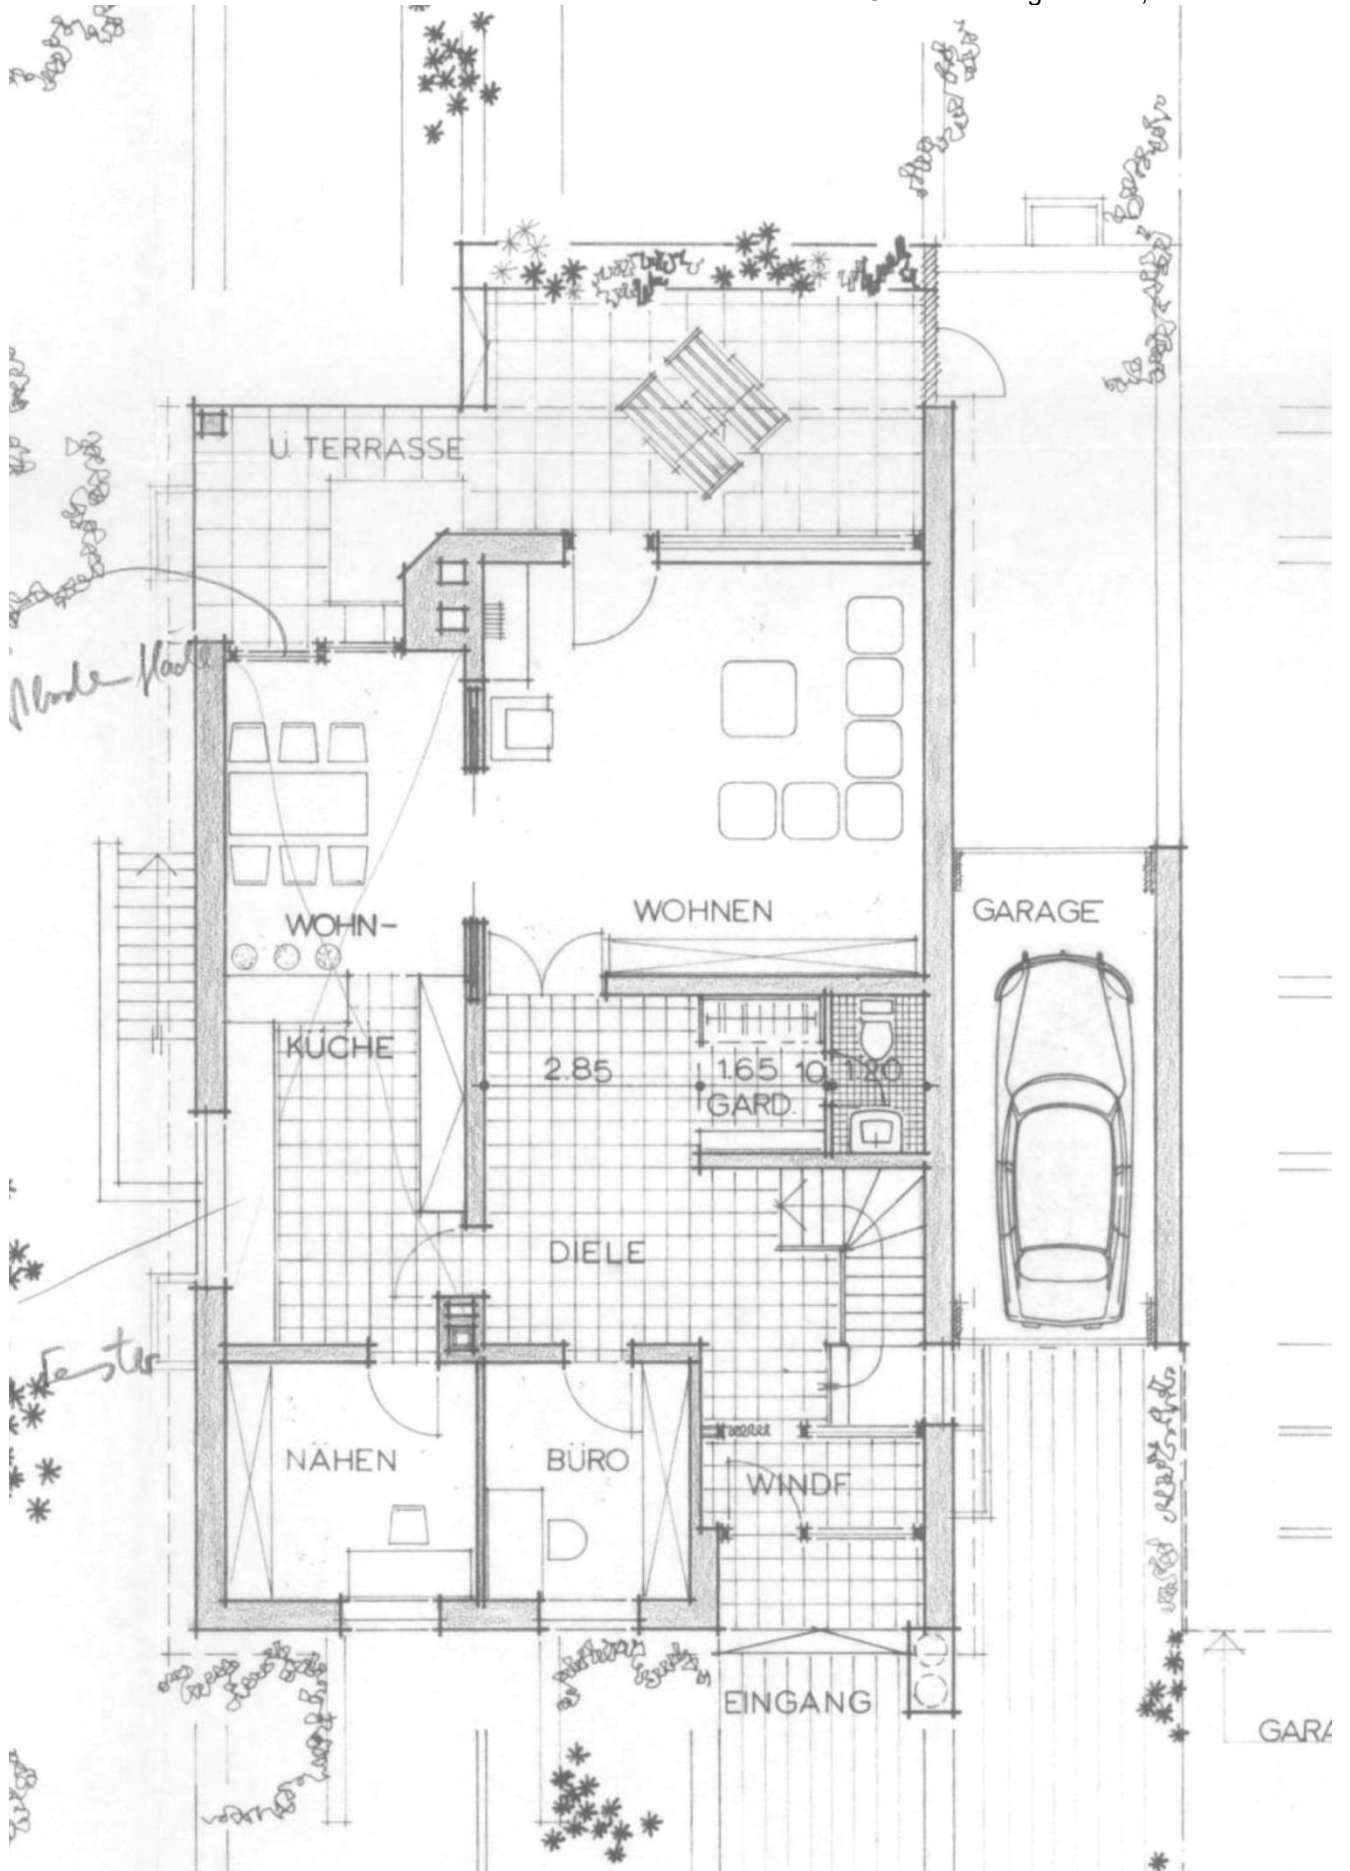 U. TERRASSE
WOHN-
WOHNEN
GARAGE
KÜCHE
2.85
1.65
10
1.20
GARD.
DIELE
Fenster
NÄHEN
BÜRO
WINDF.
EINGANG
GARA